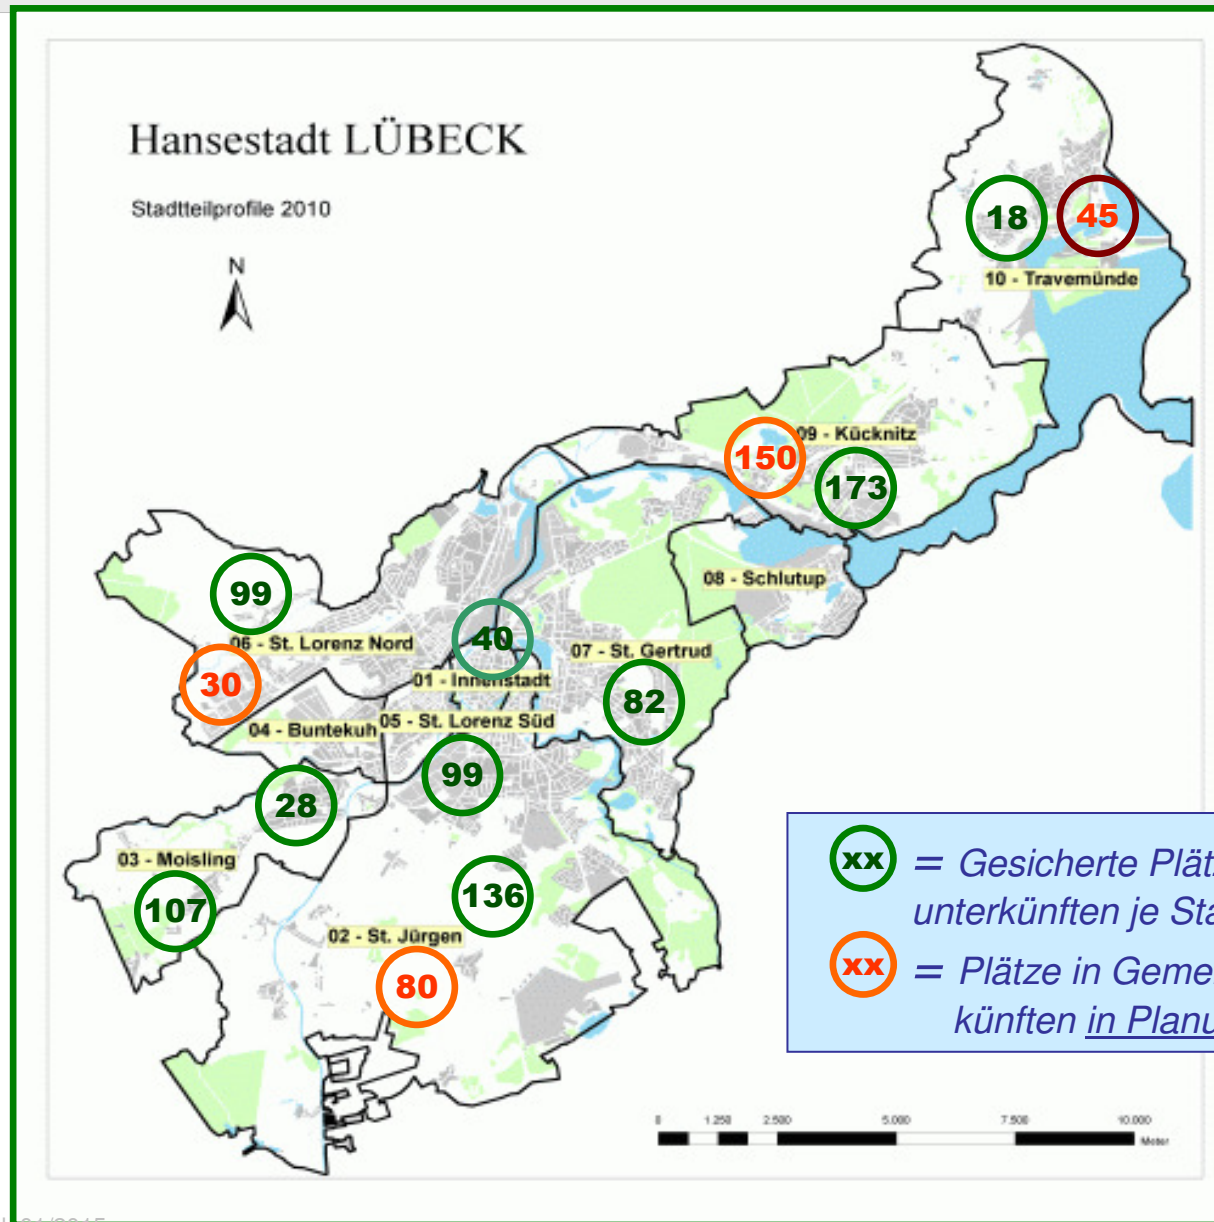 Hansestadt LÜBECK
Stadtteilprofile 2010
N
18
45
10 - Travemünde
09 - Kücknitz
150
173
08 - Schlutup
99
06 - St. Lorenz Nord
40
07 - St. Gertrud
30
01 - Innenstadt
82
05 - St. Lorenz Süd
04 - Buntekuh
99
28
03 - Moisling
107
136
02 - St. Jürgen
80
xx = Gesicherte Plät
unterkünften je Sta
xx = Plätze in Geme
künften in Planu
0 1.250 2.500 5.000 7.500 10.000
Meter